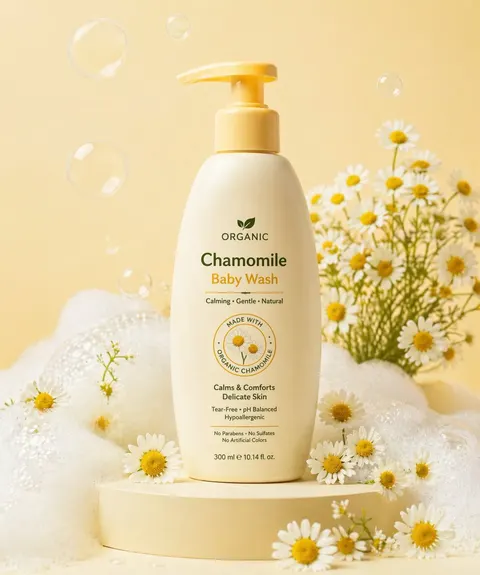 ORGANIC
Chamomile
Baby Wash
Calming • Gentle • Natural
MADE WITH
• ORGANIC CHAMOMILE •
Calms & Comforts
Delicate Skin
Tear-Free • pH Balanced
Hypoallergenic
No Parabens • No Sulfates
No Artificial Colors
300 ml ℮ 10.14 fl. oz.